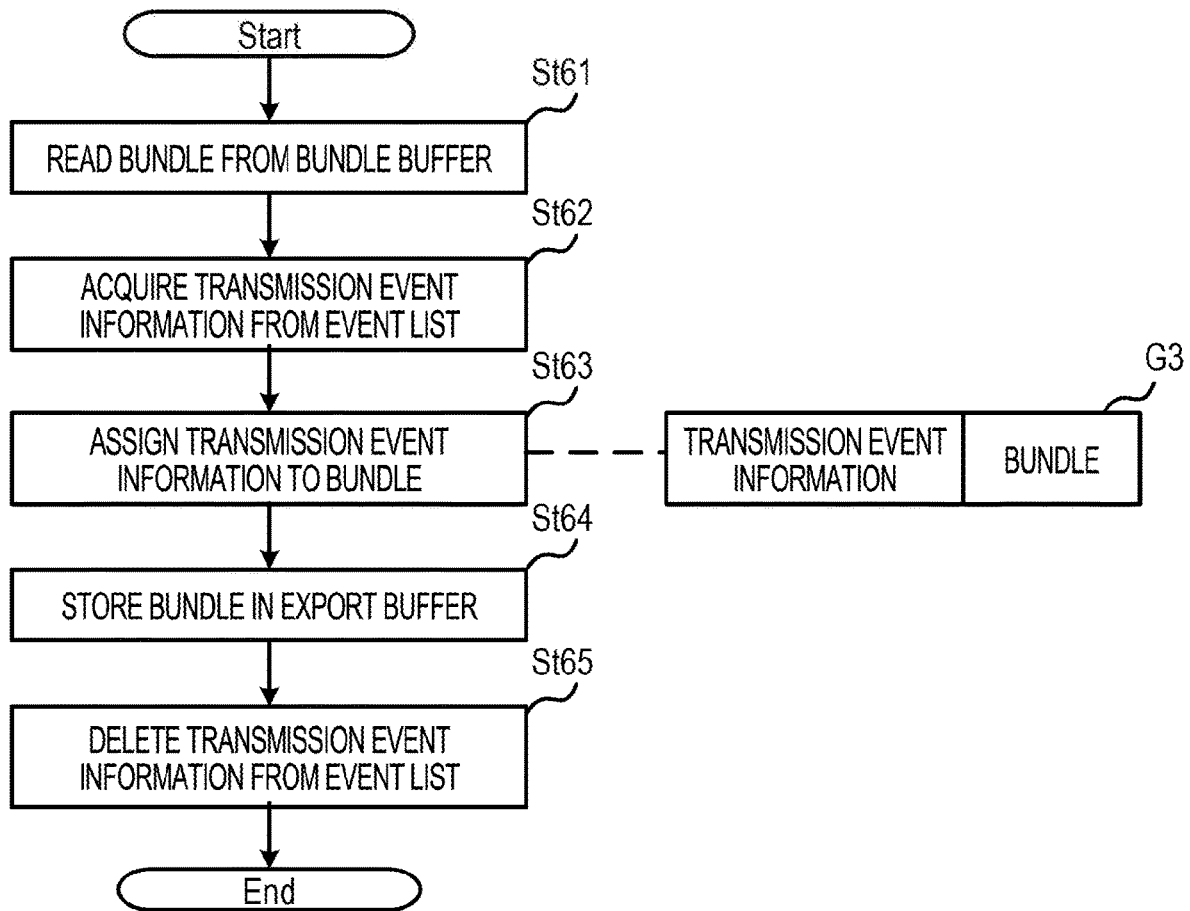 Start
St61
READ BUNDLE FROM BUNDLE BUFFER
St62
ACQUIRE TRANSMISSION EVENT
INFORMATION FROM EVENT LIST
St63
G3
ASSIGN TRANSMISSION EVENT
INFORMATION TO BUNDLE
TRANSMISSION EVENT
INFORMATION
BUNDLE
St64
STORE BUNDLE IN EXPORT BUFFER
St65
DELETE TRANSMISSION EVENT
INFORMATION FROM EVENT LIST
End